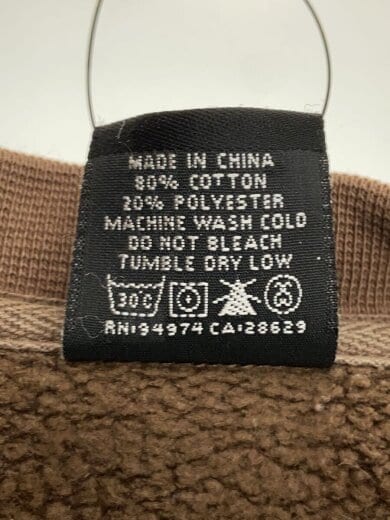 MADE IN CHINA
80% COTTON
20% POLYESTER
MACHINE WASH COLD
DO NOT BLEACH
TUMBLE DRY LOW
30C
RN:94974 CA:28629